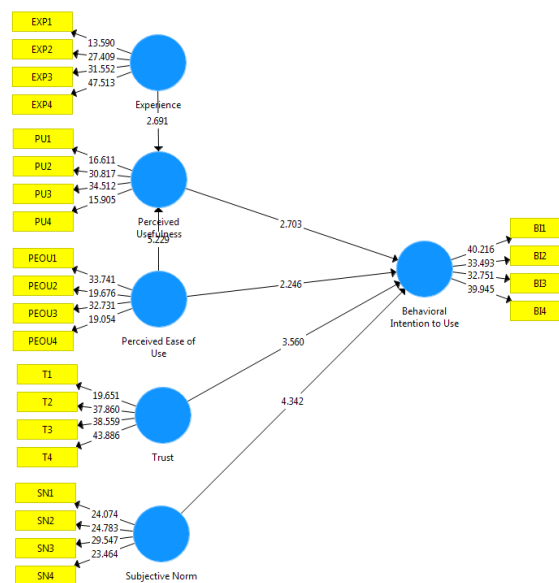 EXP1
EXP2
EXP3
EXP4
13.590
27.409
31.552
47.513
Experience
2.691
PU1
PU2
PU3
PU4
16.611
30.817
34.512
15.905
Perceived
Usefulness
5.229
2.703
PEOU1
PEOU2
PEOU3
PEOU4
33.741
19.676
32.731
19.054
Perceived Ease of
Use
2.246
BI1
BI2
BI3
BI4
40.216
33.493
32.751
39.945
Behavioral
Intention to Use
3.560
T1
T2
T3
T4
19.651
37.860
38.559
43.886
Trust
4.342
SN1
SN2
SN3
SN4
24.074
24.783
29.547
23.464
Subjective Norm